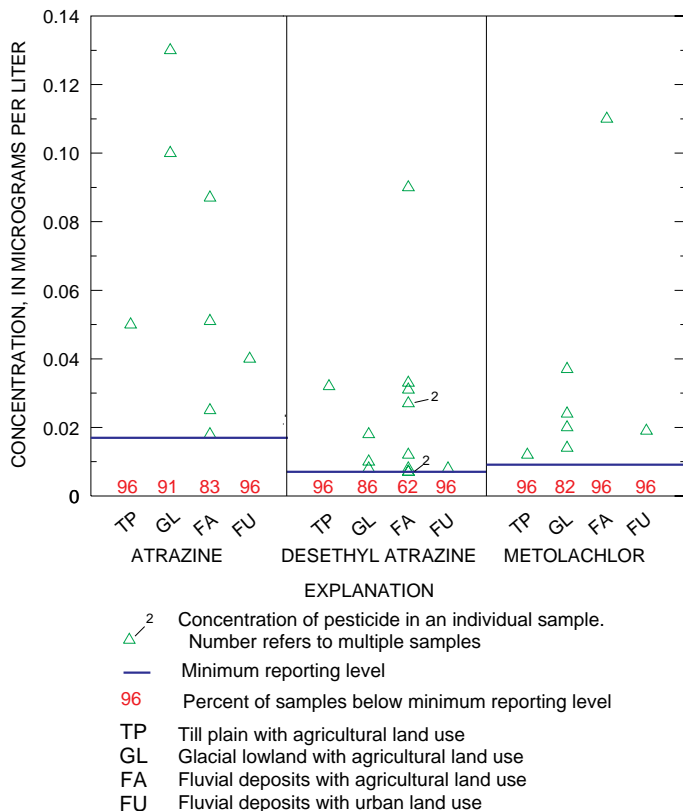 CONCENTRATION, IN MICROGRAMS PER LITER
0.14
0.12
0.10
0.08
0.06
0.04
0.02
0
2
2
96 91 83 96 96 86 62 96 96 82 96 96
TP GL FA FU TP GL FA FU TP GL FA FU
ATRAZINE DESETHYL ATRAZINE METOLACHLOR
EXPLANATION
2 Concentration of pesticide in an individual sample.
Number refers to multiple samples
Minimum reporting level
96 Percent of samples below minimum reporting level
TP Till plain with agricultural land use
GL Glacial lowland with agricultural land use
FA Fluvial deposits with agricultural land use
FU Fluvial deposits with urban land use